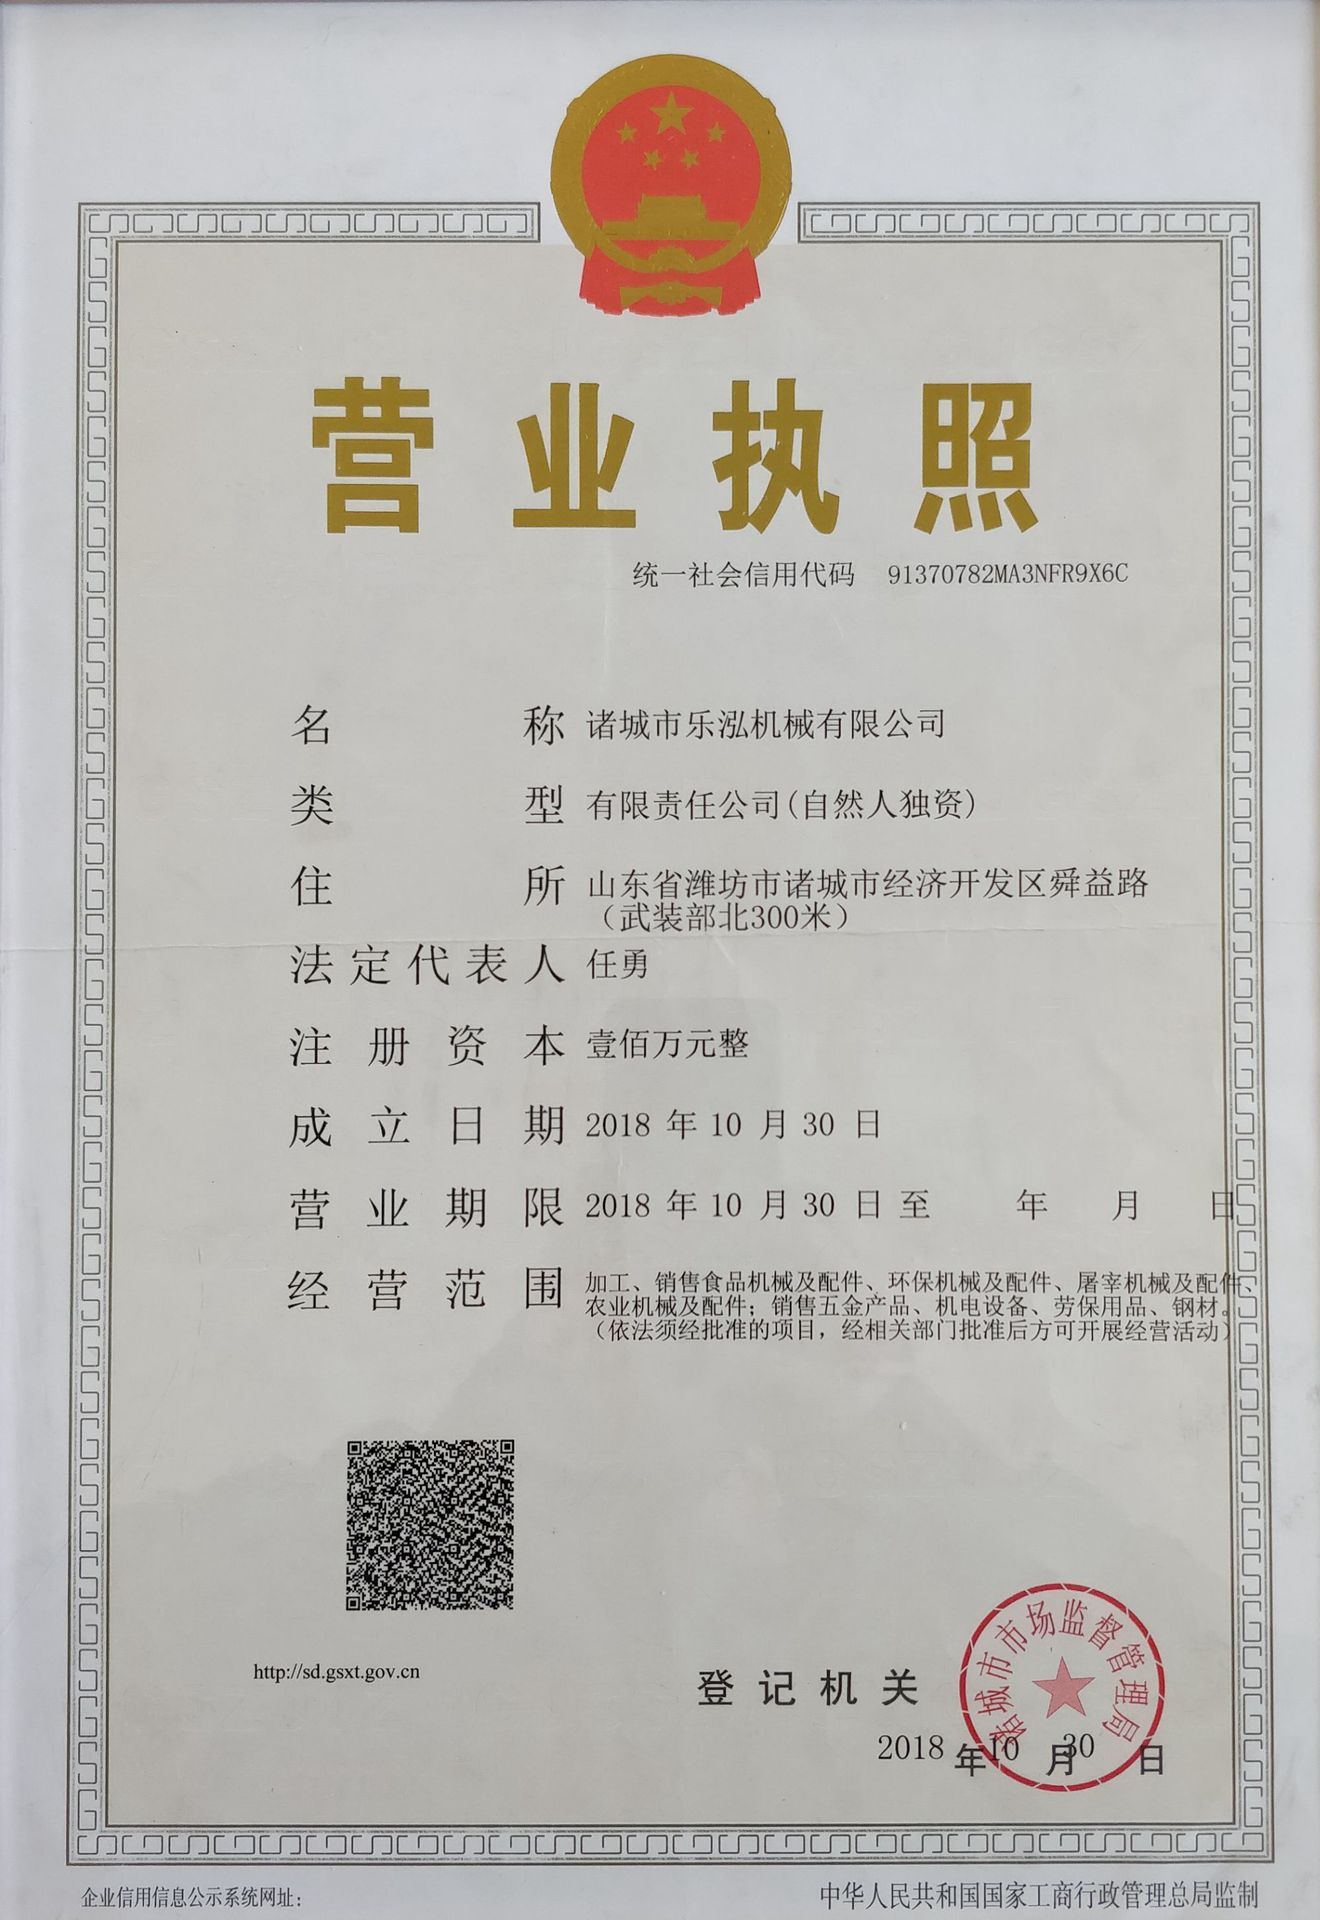 营业执照
统一社会信用代码 91370782MA3NFR9X6C
名称 诸城市乐泓机械有限公司
类型 有限责任公司(自然人独资)
住所 山东省潍坊市诸城市经济开发区舜益路
（武装部北300米）
法定代表人 任勇
注册资本 壹佰万元整
成立日期 2018 年 10 月 30 日
营业期限 2018 年 10 月 30 日 至 年 月 日
经营范围 加工、销售食品机械及配件、环保机械及配件、屠宰机械及配件、
农业机械及配件；销售五金产品、机电设备、劳保用品、钢材。
（依法须经批准的项目，经相关部门批准后方可开展经营活动）
http://sd.gsxt.gov.cn
登记机关
诸城市市场监督管理局
2018 年 10 月 30 日
企业信用信息公示系统网址：
中华人民共和国国家工商行政管理总局监制